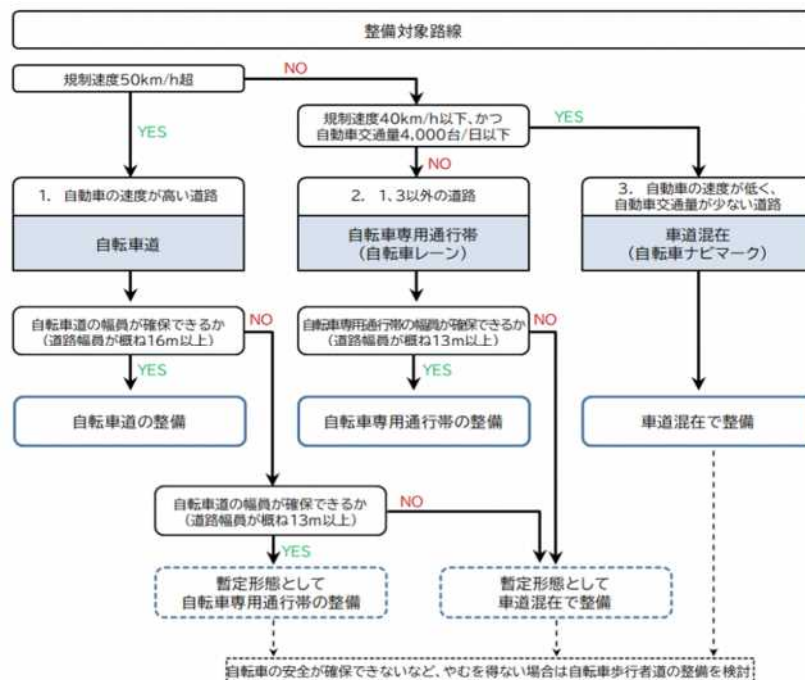 整備対象路線
規制速度50km/h超
NO
規制速度40km/h以下、かつ
自動車交通量4,000台/日以下
YES
YES
NO
1. 自動車の速度が高い道路
自転車道
2. 1、3以外の道路
自転車専用通行帯
(自転車レーン)
3. 自動車の速度が低く、
自動車交通量が少ない道路
車道混在
(自転車ナビマーク)
自転車道の幅員が確保できるか
(道路幅員が概ね16m以上)
NO
自転車専用通行帯の幅員が確保できるか
(道路幅員が概ね13m以上)
NO
YES
YES
自転車道の整備
自転車専用通行帯の整備
車道混在で整備
自転車道の幅員が確保できるか
(道路幅員が概ね13m以上)
NO
YES
暫定形態として
自転車専用通行帯の整備
暫定形態として
車道混在で整備
自転車の安全が確保できないなど、やむを得ない場合は自転車歩行者道の整備を検討